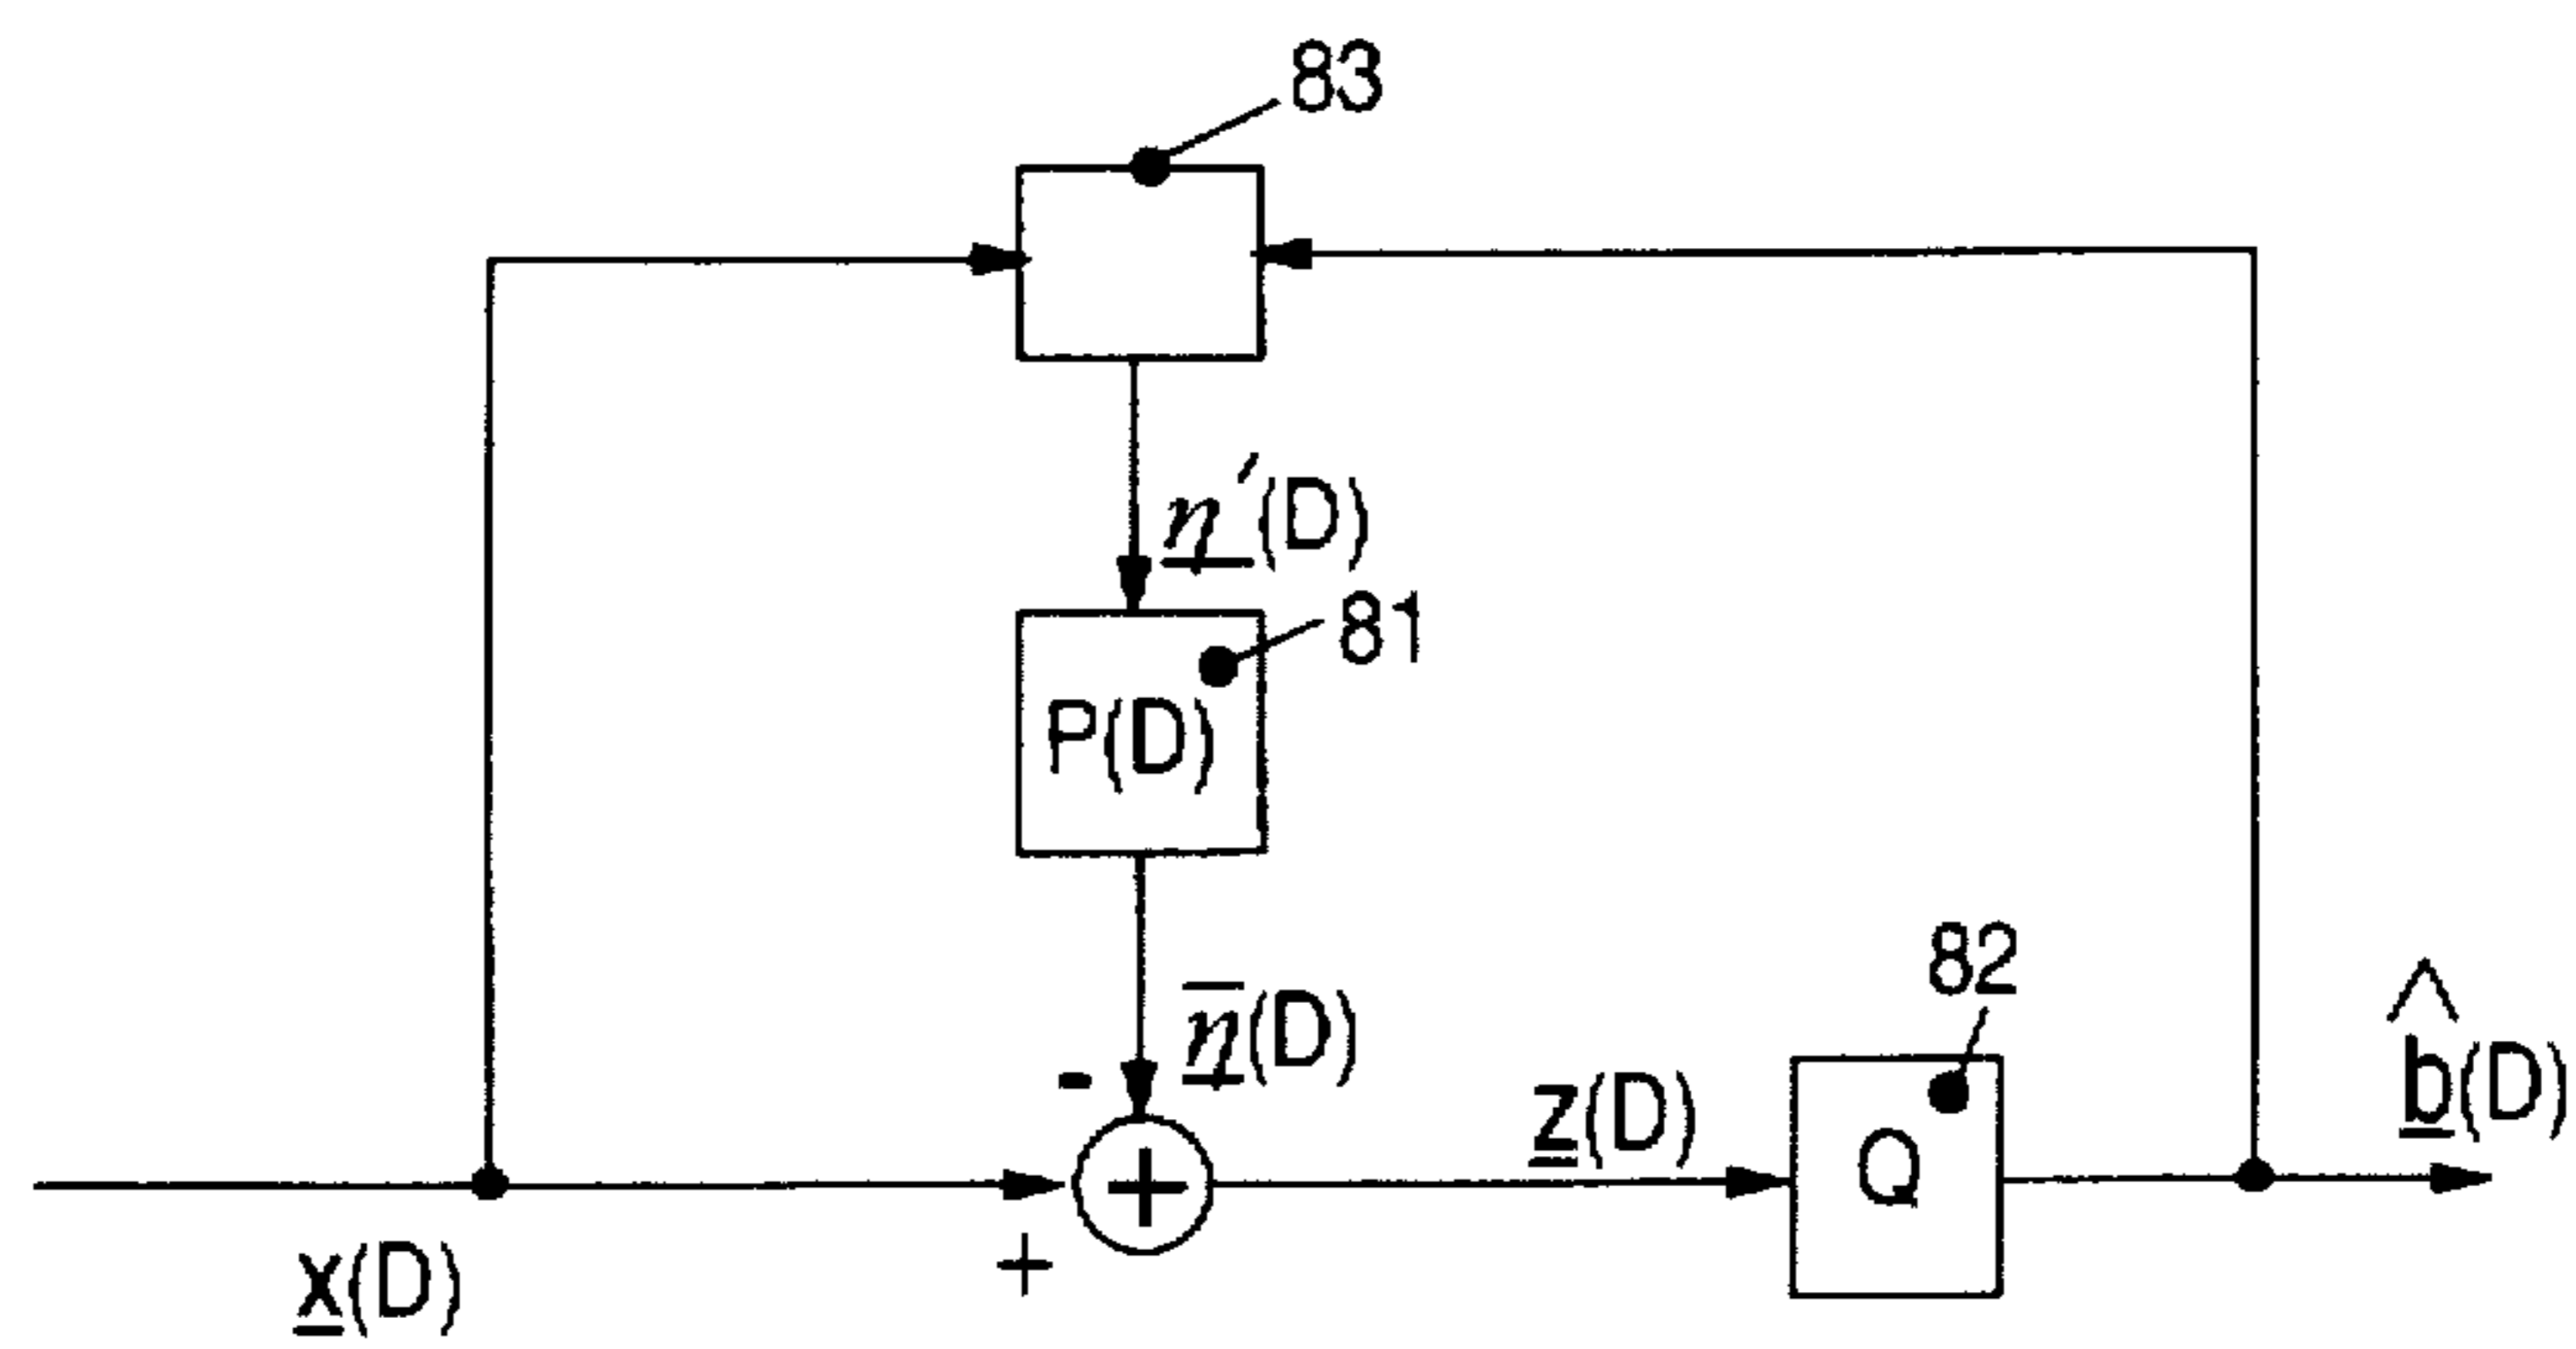 83
η′(D)
81
P(D)
η̅(D)
-
+
+
x(D)
z(D)
82
Q
b̂(D)